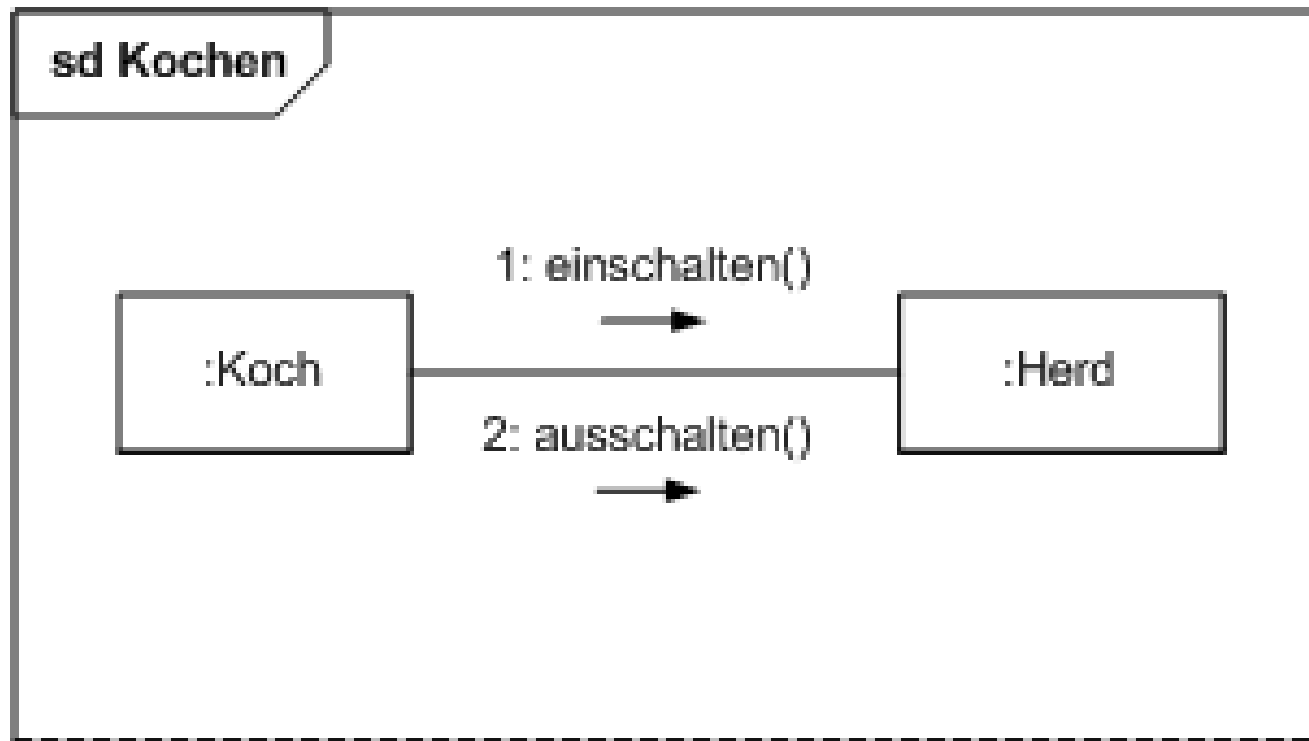 sd Kochen
1: einschalten()
:Koch
:Herd
2: ausschalten()